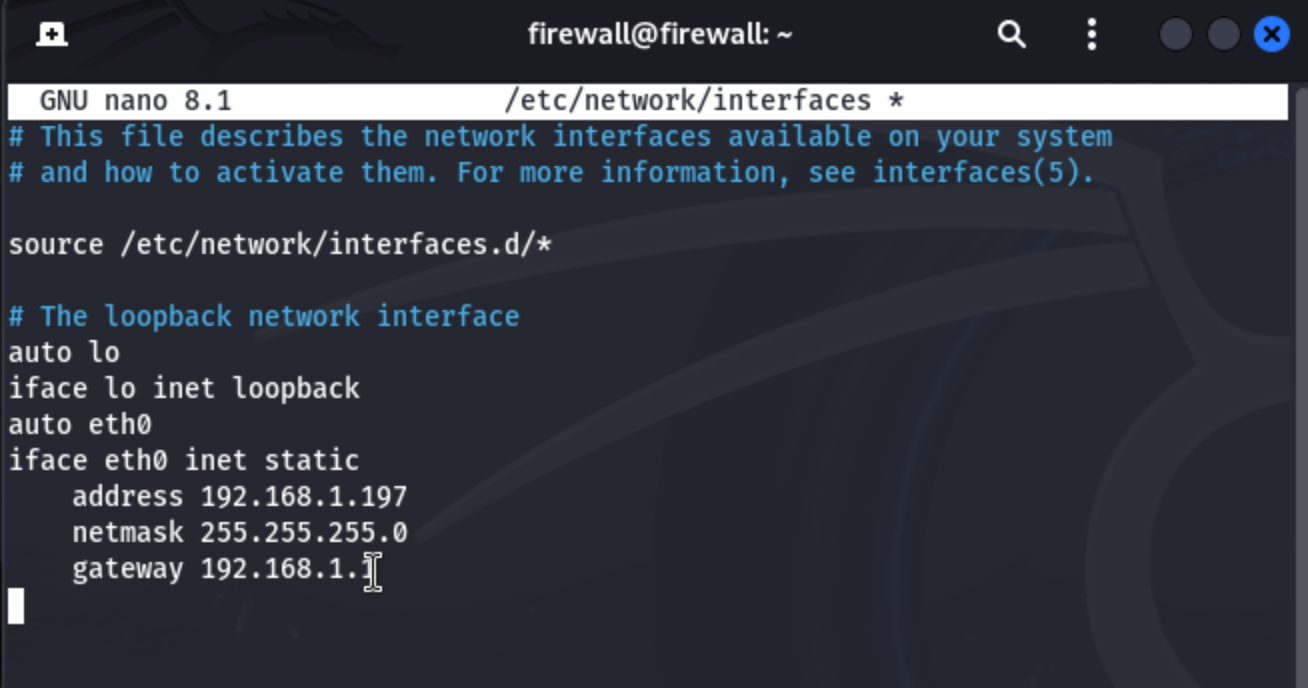 firewall@firewall: ~
GNU nano 8.1 /etc/network/interfaces *
# This file describes the network interfaces available on your system
# and how to activate them. For more information, see interfaces(5).
source /etc/network/interfaces.d/*
# The loopback network interface
auto lo
iface lo inet loopback
auto eth0
iface eth0 inet static
address 192.168.1.197
netmask 255.255.255.0
gateway 192.168.1.1